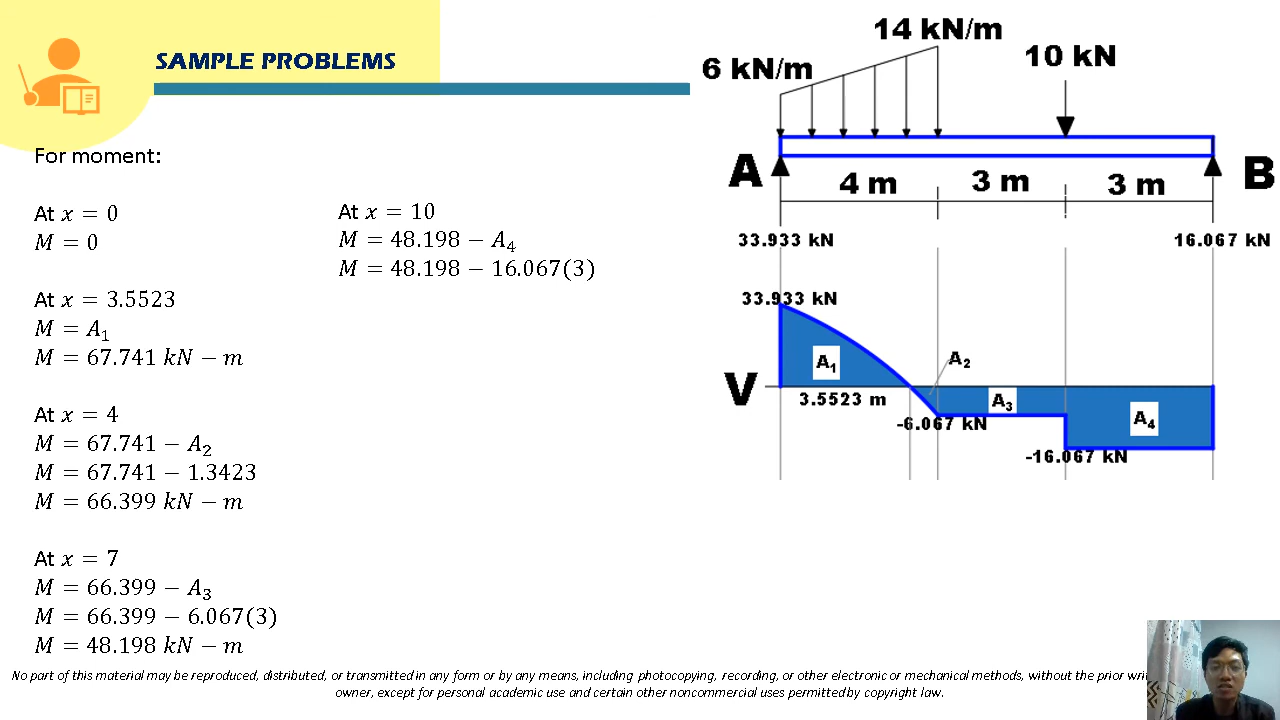 SAMPLE PROBLEMS
For moment:
At x = 0
M = 0
At x = 3.5523
M = A₁
M = 67.741 kN − m
At x = 4
M = 67.741 − A₂
M = 67.741 − 1.3423
M = 66.399 kN − m
At x = 7
M = 66.399 − A₃
M = 66.399 − 6.067(3)
M = 48.198 kN − m
At x = 10
M = 48.198 − A₄
M = 48.198 − 16.067(3)
14 kN/m
6 kN/m
10 kN
A
B
4 m
3 m
3 m
33.933 kN
16.067 kN
33.933 kN
V
A₁
A₂
3.5523 m
A₃
-6.067 kN
A₄
-16.067 kN
No part of this material may be reproduced, distributed, or transmitted in any form or by any means, including photocopying, recording, or other electronic or mechanical methods, without the prior
owner, except for personal academic use and certain other noncommercial uses permitted by copyright law.